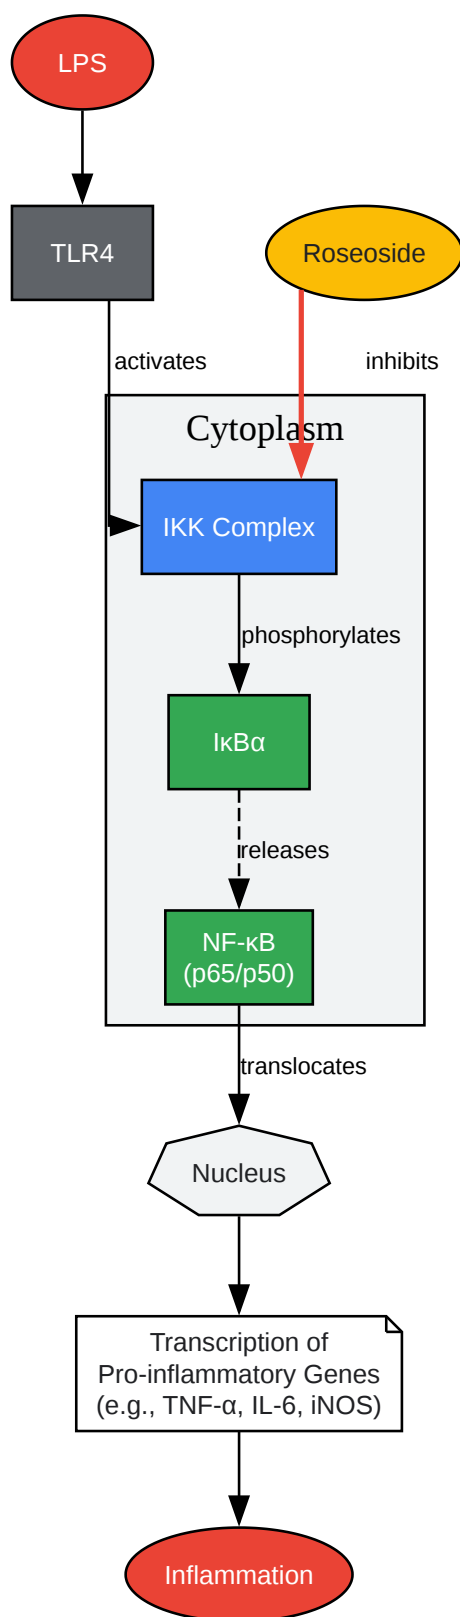 LPS
TLR4
Roseoside
activates
inhibits
Cytoplasm
IKK Complex
phosphorylates
IκBα
releases
NF-κB
(p65/p50)
translocates
Nucleus
Transcription of
Pro-inflammatory Genes
(e.g., TNF-α, IL-6, iNOS)
Inflammation